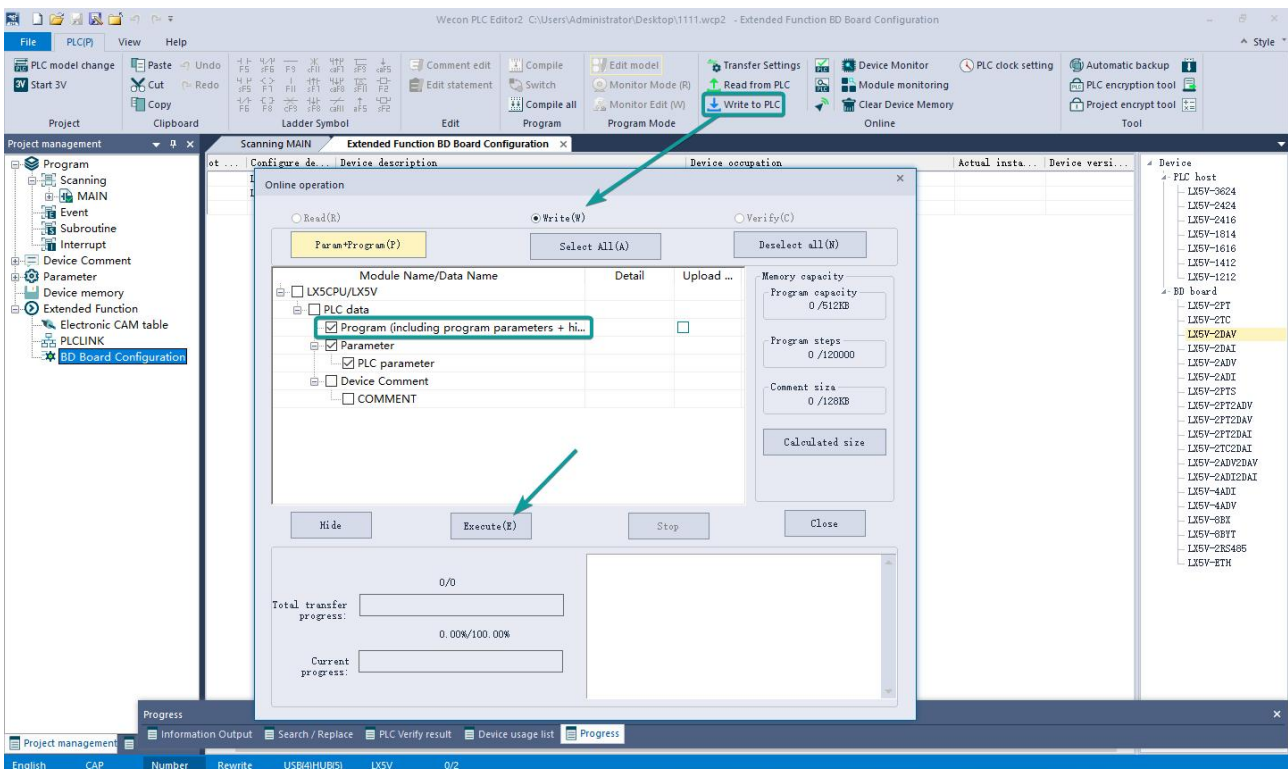 Wecon PLC Editor2 C:\Users\Administrator\Desktop\1111.wcp2 - Extended Function BD Board Configuration
File PLC(P) View Help
Style
PLC model change Paste Undo Comment edit Compile Edit model Transfer Settings Device Monitor PLC clock setting Automatic backup
Start 3V Cut Redo Edit statement Switch Monitor Mode (R) Read from PLC Module monitoring PLC encryption tool
Copy Compile all Monitor Edit (W) Write to PLC Clear Device Memory Project encrypt tool
Project Clipboard Ladder Symbol Edit Program Program Mode Online Tool
Project management
Scanning MAIN Extended Function BD Board Configuration
Program
Scanning
MAIN
Event
Subroutine
Interrupt
Device Comment
Parameter
Device memory
Extended Function
Electronic CAM table
PLCLINK
BD Board Configuration
ot ... Configure de... Device description Device occupation Actual insta... Device versi...
Online operation
Read(R) Write(W) Verify(C)
Param+Program(P) Select All(A) Deselect all(N)
Module Name/Data Name Detail Upload ...
LX5CPU/LX5V
PLC data
Program (including program parameters + hi...
Parameter
PLC parameter
Device Comment
COMMENT
Memory capacity
Program capacity
0 /512KB
Program steps
0 /120000
Comment size
0 /128KB
Calculated size
Hide Execute(E) Stop Close
0/0
Total transfer
progress:
0.00%/100.00%
Current
progress:
Device
PLC host
LX5V-3624
LX5V-2424
LX5V-2416
LX5V-1814
LX5V-1616
LX5V-1412
LX5V-1212
BD board
LX5V-2PT
LX5V-2TC
LX5V-2DAV
LX5V-2DAI
LX5V-2ADV
LX5V-2ADI
LX5V-2PTS
LX5V-2PT2ADV
LX5V-2PT2DAV
LX5V-2PT2DAI
LX5V-2TC2DAI
LX5V-2ADV2DAV
LX5V-2ADI2DAI
LX5V-4ADI
LX5V-4ADV
LX5V-8BX
LX5V-8BYT
LX5V-2RS485
LX5V-ETH
Progress
Project management
Information Output Search / Replace PLC Verify result Device usage list Progress
English CAP Number Rewrite USB(4)HUB(5) LX5V 0/2